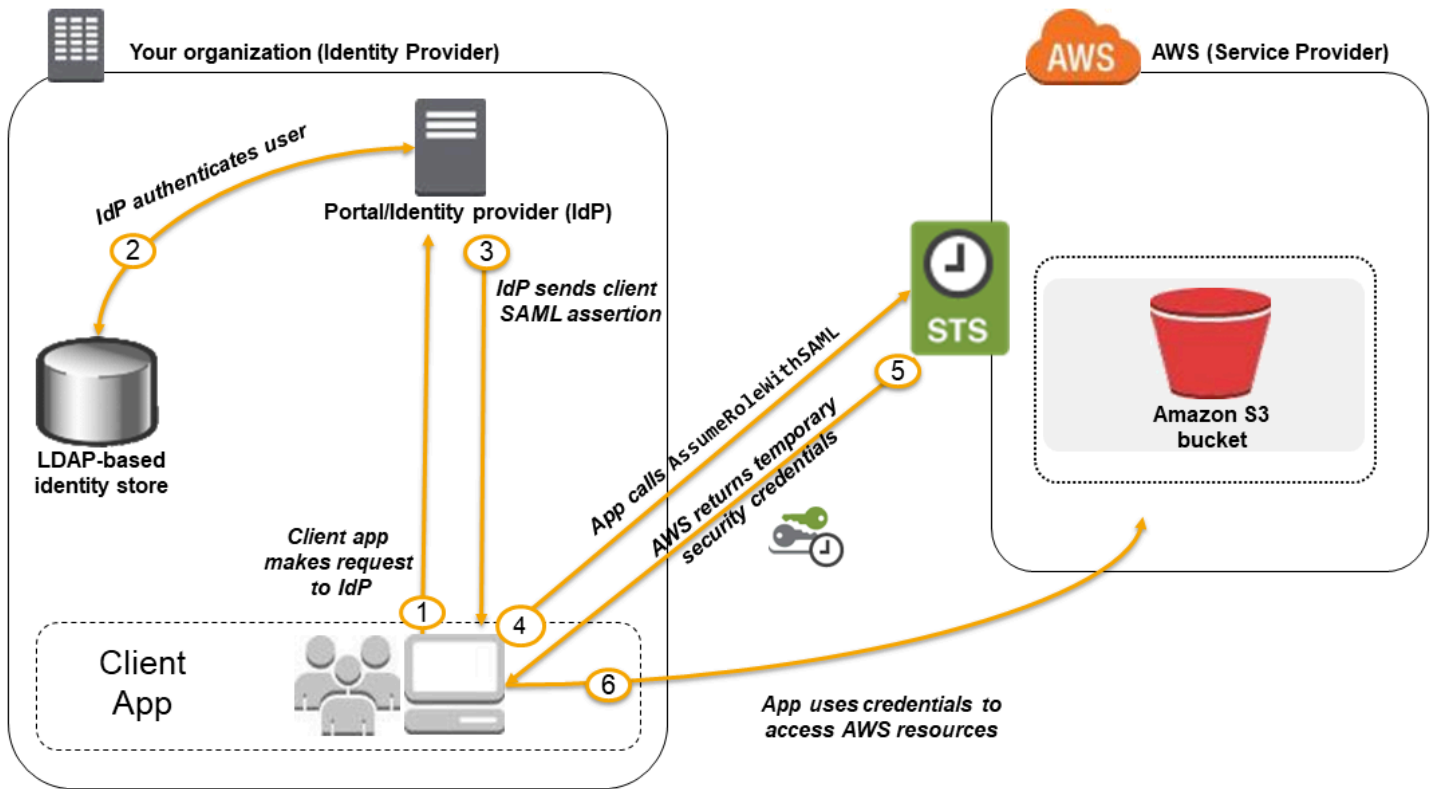 Your organization (Identity Provider)
AWS
AWS (Service Provider)
IdP authenticates user
Portal/Identity provider (IdP)
2
3
IdP sends client
SAML assertion
STS
LDAP-based
identity store
App calls AssumeRoleWithSAML
5
AWS returns temporary
security credentials
Amazon S3
bucket
Client app
makes request
to IdP
1
4
Client
App
6
App uses credentials to
access AWS resources